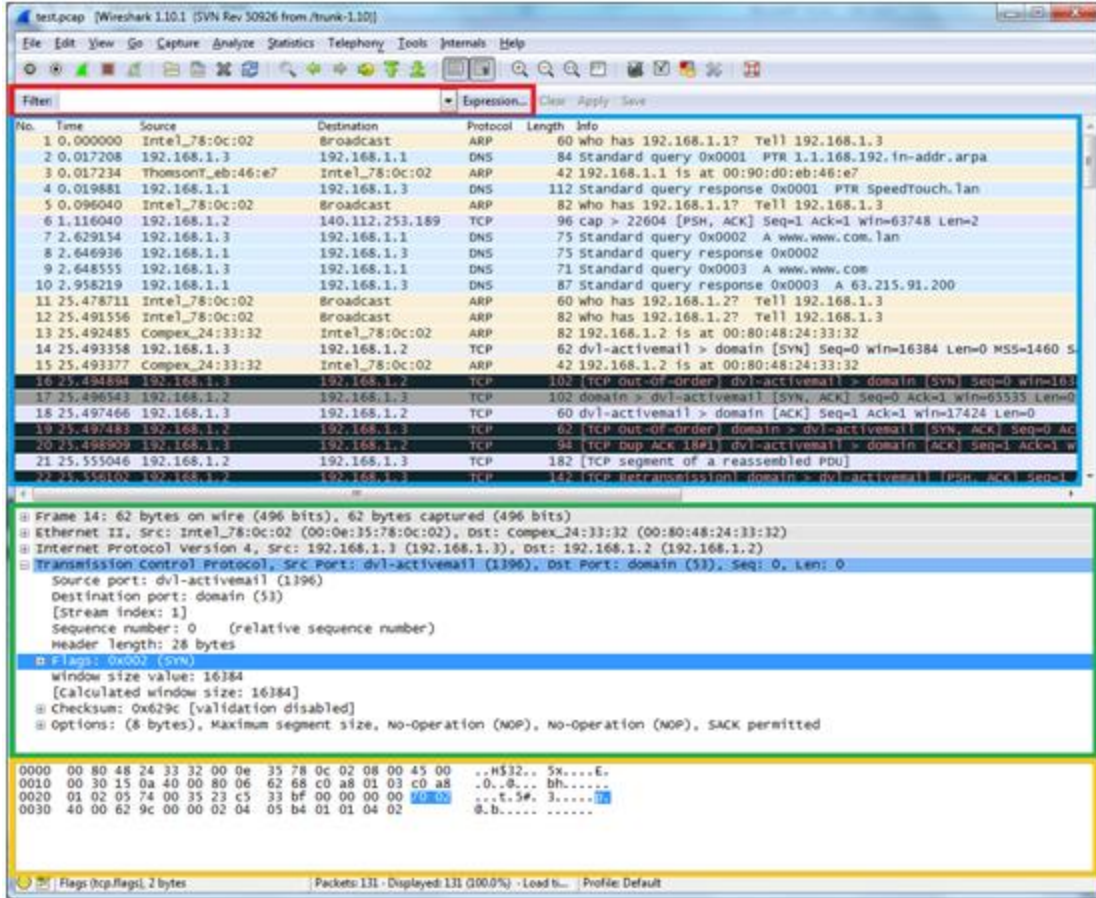 test.pcap [Wireshark 1.10.1 (SVN Rev 50926 from /trunk-1.10)]
File Edit View Go Capture Analyze Statistics Telephony Tools Internals Help
Filter: Expression... Clear Apply Save
No. Time Source Destination Protocol Length Info
1 0.000000 Intel_78:0c:02 Broadcast ARP 60 who has 192.168.1.1? Tell 192.168.1.3
2 0.017208 192.168.1.3 192.168.1.1 DNS 84 Standard query 0x0001 PTR 1.1.168.192.in-addr.arpa
3 0.017234 ThomsonT_eb:46:e7 Intel_78:0c:02 ARP 42 192.168.1.1 is at 00:90:d0:eb:46:e7
4 0.019881 192.168.1.1 192.168.1.3 DNS 112 Standard query response 0x0001 PTR SpeedTouch.lan
5 0.096040 Intel_78:0c:02 Broadcast ARP 82 who has 192.168.1.1? Tell 192.168.1.3
6 1.116040 192.168.1.2 140.112.253.189 TCP 96 cap > 22604 [PSH, ACK] Seq=1 Ack=1 Win=63748 Len=2
7 2.629154 192.168.1.3 192.168.1.1 DNS 75 Standard query 0x0002 A www.www.com.lan
8 2.646936 192.168.1.1 192.168.1.3 DNS 75 Standard query response 0x0002
9 2.648555 192.168.1.3 192.168.1.1 DNS 71 Standard query 0x0003 A www.www.com
10 2.958219 192.168.1.1 192.168.1.3 DNS 87 Standard query response 0x0003 A 63.215.91.200
11 25.478711 Intel_78:0c:02 Broadcast ARP 60 who has 192.168.1.2? Tell 192.168.1.3
12 25.491556 Intel_78:0c:02 Broadcast ARP 82 who has 192.168.1.2? Tell 192.168.1.3
13 25.492485 Compex_24:33:32 Intel_78:0c:02 ARP 82 192.168.1.2 is at 00:80:48:24:33:32
14 25.493358 192.168.1.3 192.168.1.2 TCP 62 dvl-activemail > domain [SYN] Seq=0 Win=16384 Len=0 MSS=1460 S
15 25.493377 Compex_24:33:32 Intel_78:0c:02 ARP 42 192.168.1.2 is at 00:80:48:24:33:32
16 25.494894 192.168.1.3 192.168.1.2 TCP 102 [TCP Out-Of-Order] dvl-activemail > domain [SYN] Seq=0 Win=163
17 25.496543 192.168.1.2 192.168.1.3 TCP 102 domain > dvl-activemail [SYN, ACK] Seq=0 Ack=1 Win=65535 Len=0
18 25.497466 192.168.1.3 192.168.1.2 TCP 60 dvl-activemail > domain [ACK] Seq=1 Ack=1 Win=17424 Len=0
19 25.497483 192.168.1.2 192.168.1.3 TCP 62 [TCP Out-Of-Order] domain > dvl-activemail [SYN, ACK] Seq=0 Ac
20 25.498909 192.168.1.3 192.168.1.2 TCP 94 [TCP Dup ACK 18#1] dvl-activemail > domain [ACK] Seq=1 Ack=1 W
21 25.555046 192.168.1.2 192.168.1.3 TCP 182 [TCP segment of a reassembled PDU]
22 25.556102 192.168.1.2 192.168.1.3 TCP 142 [TCP Retransmission] domain > dvl-activemail [PSH, ACK] Seq=1
Frame 14: 62 bytes on wire (496 bits), 62 bytes captured (496 bits)
Ethernet II, Src: Intel_78:0c:02 (00:0e:35:78:0c:02), Dst: Compex_24:33:32 (00:80:48:24:33:32)
Internet Protocol Version 4, Src: 192.168.1.3 (192.168.1.3), Dst: 192.168.1.2 (192.168.1.2)
Transmission Control Protocol, Src Port: dvl-activemail (1396), Dst Port: domain (53), Seq: 0, Len: 0
Source port: dvl-activemail (1396)
Destination port: domain (53)
[Stream index: 1]
Sequence number: 0 (relative sequence number)
Header length: 28 bytes
Flags: 0x002 (SYN)
Window size value: 16384
[Calculated window size: 16384]
Checksum: 0x629c [validation disabled]
Options: (8 bytes), Maximum segment size, No-Operation (NOP), No-Operation (NOP), SACK permitted
0000 00 80 48 24 33 32 00 0e 35 78 0c 02 08 00 45 00 ..H$32.. 5x....E.
0010 00 30 15 0a 40 00 80 06 62 68 c0 a8 01 03 c0 a8 .0..@... bh......
0020 01 02 05 74 00 35 23 c5 33 bf 00 00 00 00 70 02 ...t.5#. 3.....p.
0030 40 00 62 9c 00 00 02 04 05 b4 01 01 04 02 @.b..... ......
Flags (tcp.flags), 2 bytes Packets: 131 · Displayed: 131 (100.0%) · Load ti... Profile: Default